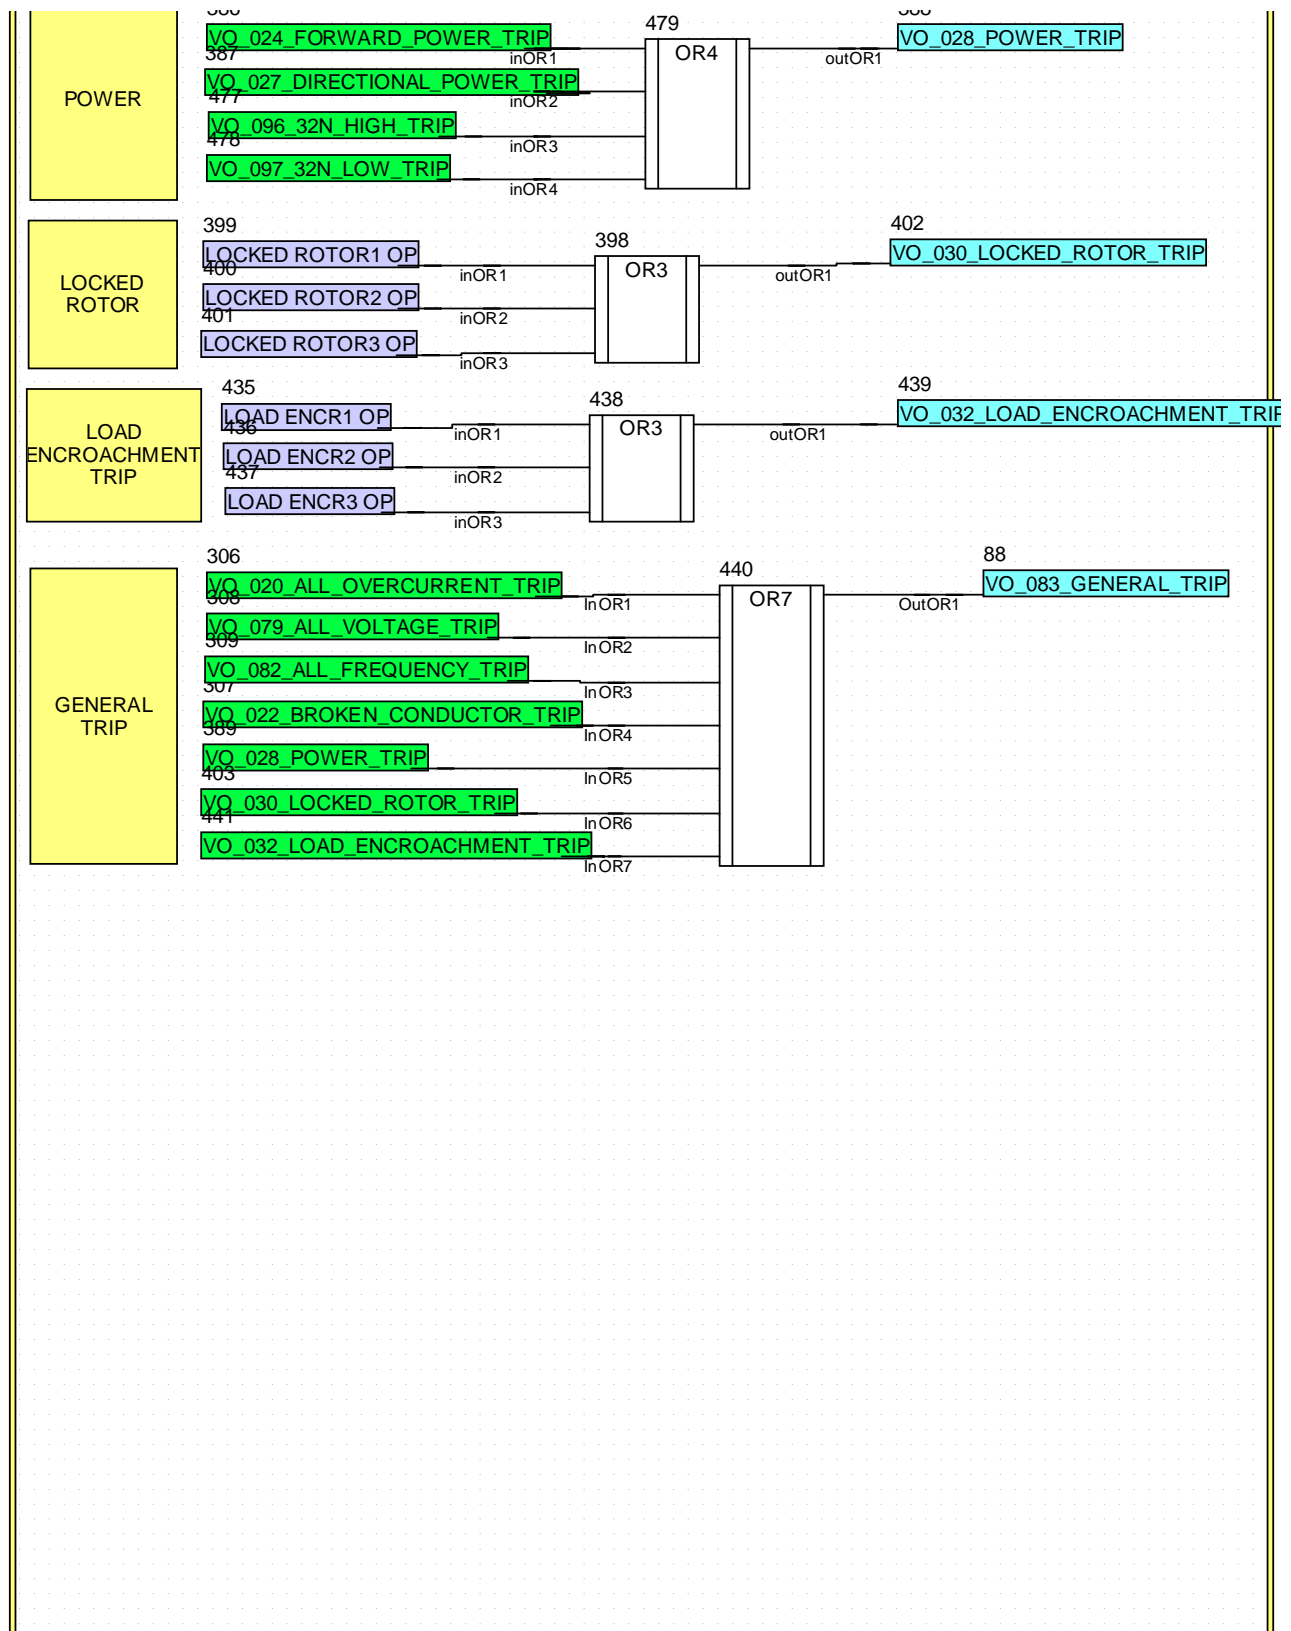 POWER
386
VO_024_FORWARD_POWER_TRIP
inOR1
387
VO_027_DIRECTIONAL_POWER_TRIP
inOR2
477
VO_096_32N_HIGH_TRIP
inOR3
478
VO_097_32N_LOW_TRIP
inOR4
479
OR4
outOR1
388
VO_028_POWER_TRIP
LOCKED
ROTOR
399
LOCKED ROTOR1 OP
inOR1
400
LOCKED ROTOR2 OP
inOR2
401
LOCKED ROTOR3 OP
inOR3
398
OR3
outOR1
402
VO_030_LOCKED_ROTOR_TRIP
LOAD
ENCROACHMENT
TRIP
435
LOAD ENCR1 OP
inOR1
436
LOAD ENCR2 OP
inOR2
437
LOAD ENCR3 OP
inOR3
438
OR3
outOR1
439
VO_032_LOAD_ENCROACHMENT_TRIP
GENERAL
TRIP
306
VO_020_ALL_OVERCURRENT_TRIP
InOR1
308
VO_079_ALL_VOLTAGE_TRIP
InOR2
309
VO_082_ALL_FREQUENCY_TRIP
InOR3
307
VO_022_BROKEN_CONDUCTOR_TRIP
InOR4
389
VO_028_POWER_TRIP
InOR5
403
VO_030_LOCKED_ROTOR_TRIP
InOR6
441
VO_032_LOAD_ENCROACHMENT_TRIP
InOR7
440
OR7
OutOR1
88
VO_083_GENERAL_TRIP